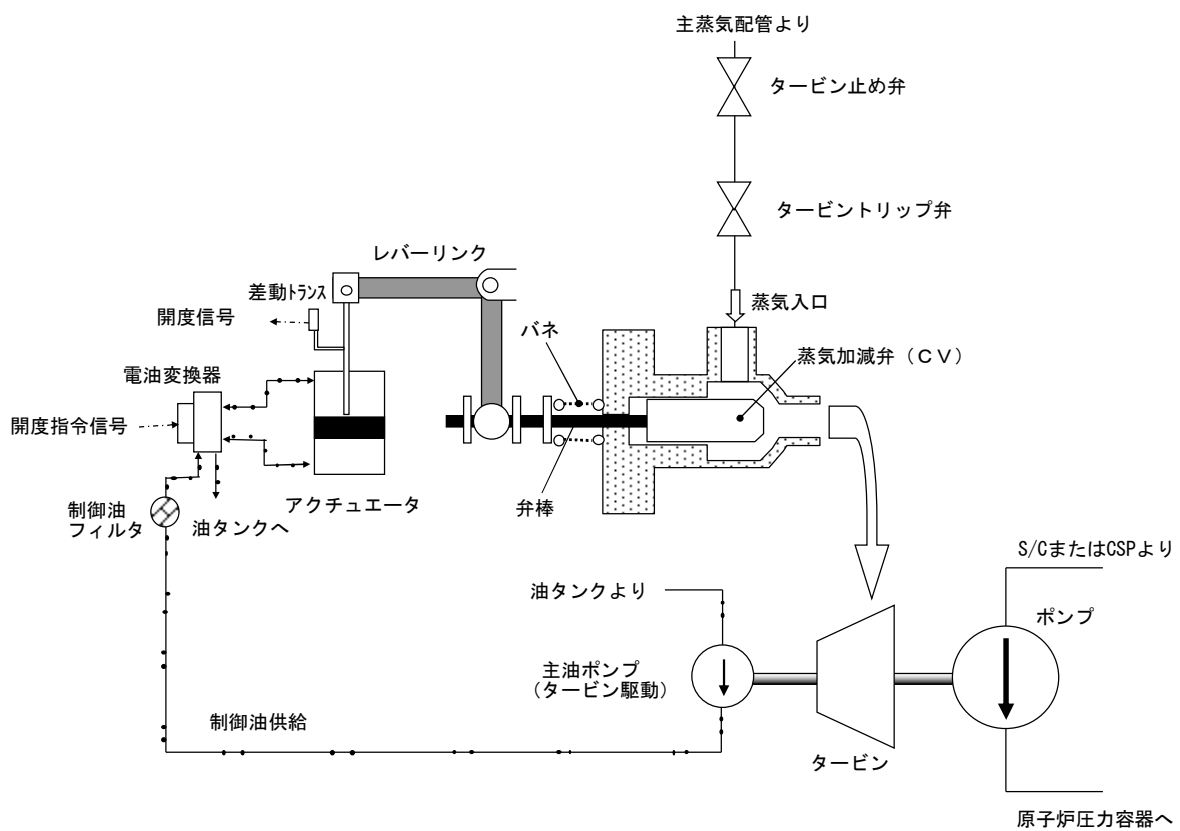 主蒸気配管より
タービン止め弁
タービントリップ弁
レバーリンク
差動ﾄﾗﾝｽ
蒸気入口
開度信号
バネ
蒸気加減弁（ＣＶ）
電油変換器
開度指令信号
アクチュエータ
弁棒
制御油
フィルタ
油タンクへ
S/CまたはCSPより
油タンクより
ポンプ
主油ポンプ
（タービン駆動）
制御油供給
タービン
原子炉圧力容器へ